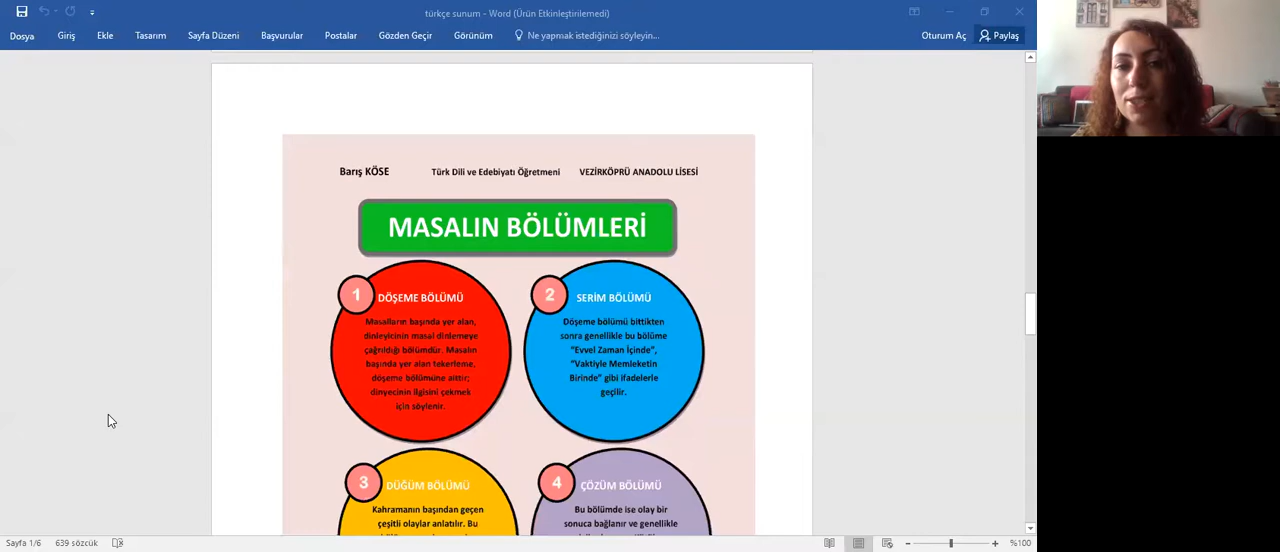 türkçe sunum - Word (Ürün Etkinleştirilemedi)
Dosya Giriş Ekle Tasarım Sayfa Düzeni Başvurular Postalar Gözden Geçir Görünüm Ne yapmak istediğinizi söyleyin... Oturum Aç Paylaş
Barış KÖSE Türk Dili ve Edebiyatı Öğretmeni VEZİRKÖPRÜ ANADOLU LİSESİ
MASALIN BÖLÜMLERİ
1 DÖŞEME BÖLÜMÜ
Masalların başında yer alan,
dinleyicinin masal dinlemeye
çağrıldığı bölümdür. Masalın
başında yer alan tekerleme,
döşeme bölümüne aittir;
dinyecinin ilgisini çekmek
için söylenir.
2 SERİM BÖLÜMÜ
Döşeme bölümü bittikten
sonra genellikle bu bölüme
"Evvel Zaman İçinde",
"Vaktiyle Memleketin
Birinde" gibi ifadelerle
geçilir.
3 DÜĞÜM BÖLÜMÜ
Kahramanın başından geçen
çeşitli olaylar anlatılır. Bu
4 ÇÖZÜM BÖLÜMÜ
Bu bölümde ise olay bir
sonuca bağlanır ve genellikle
Sayfa 1/6 639 sözcük %100